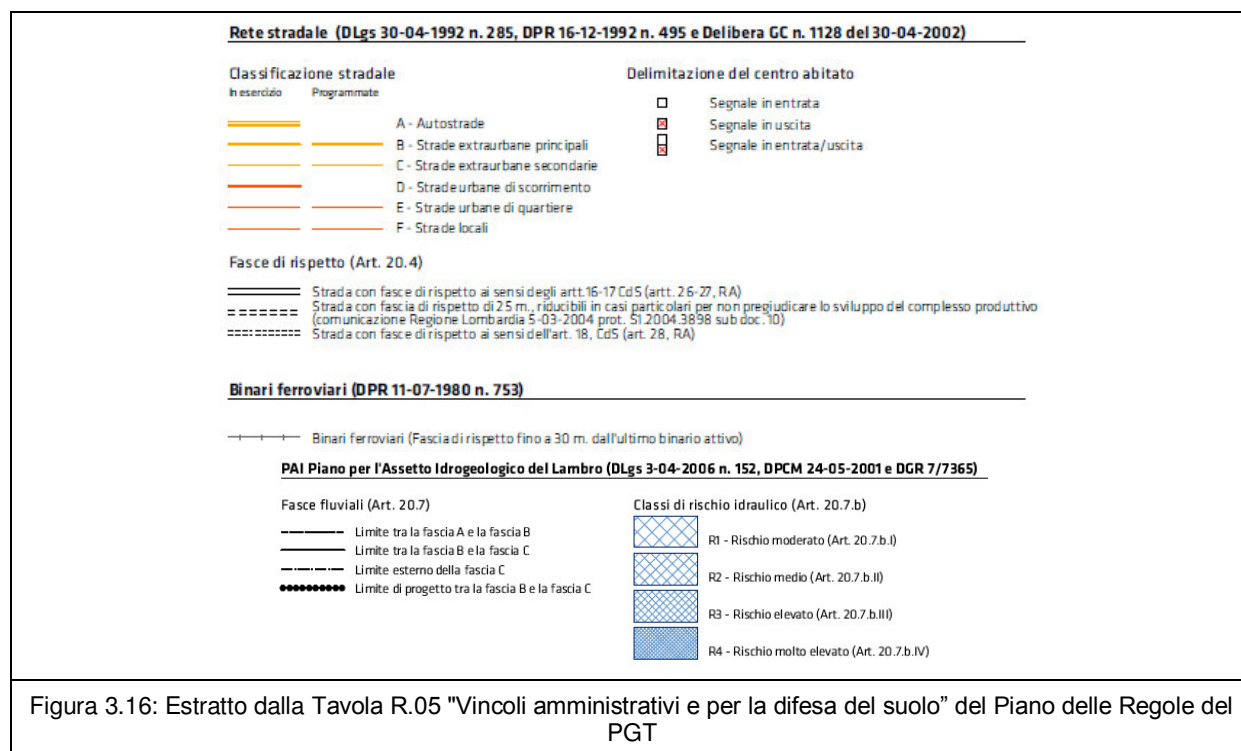 Rete stradale (DLgs 30-04-1992 n. 285, DPR 16-12-1992 n. 495 e Delibera GC n. 1128 del 30-04-2002)
Classificazione stradale
In esercizio Programmate
A - Autostrade
B - Strade extraurbane principali
C - Strade extraurbane secondarie
D - Strade urbane di scorrimento
E - Strade urbane di quartiere
F - Strade locali
Delimitazione del centro abitato
Segnale in entrata
Segnale in uscita
Segnale in entrata/uscita
Fasce di rispetto (Art. 20.4)
Strada con fasce di rispetto ai sensi degli artt.16-17 CdS (artt. 26-27, RA)
Strada con fascia di rispetto di 25 m., riducibili in casi particolari per non pregiudicare lo sviluppo del complesso produttivo
(comunicazione Regione Lombardia 5-03-2004 prot. S1.2004.3898 sub doc.10)
Strada con fasce di rispetto ai sensi dell'art. 18, CdS (art. 28, RA)
Binari ferroviari (DPR 11-07-1980 n. 753)
Binari ferroviari (Fascia di rispetto fino a 30 m. dall'ultimo binario attivo)
PAI Piano per l'Assetto Idrogeologico del Lambro (DLgs 3-04-2006 n. 152, DPCM 24-05-2001 e DGR 7/7365)
Fasce fluviali (Art. 20.7)
Limite tra la fascia A e la fascia B
Limite tra la fascia B e la fascia C
Limite esterno della fascia C
Limite di progetto tra la fascia B e la fascia C
Classi di rischio idraulico (Art. 20.7.b)
R1 - Rischio moderato (Art. 20.7.b.I)
R2 - Rischio medio (Art. 20.7.b.II)
R3 - Rischio elevato (Art. 20.7.b.III)
R4 - Rischio molto elevato (Art. 20.7.b.IV)
Figura 3.16: Estratto dalla Tavola R.05 "Vincoli amministrativi e per la difesa del suolo” del Piano delle Regole del
PGT